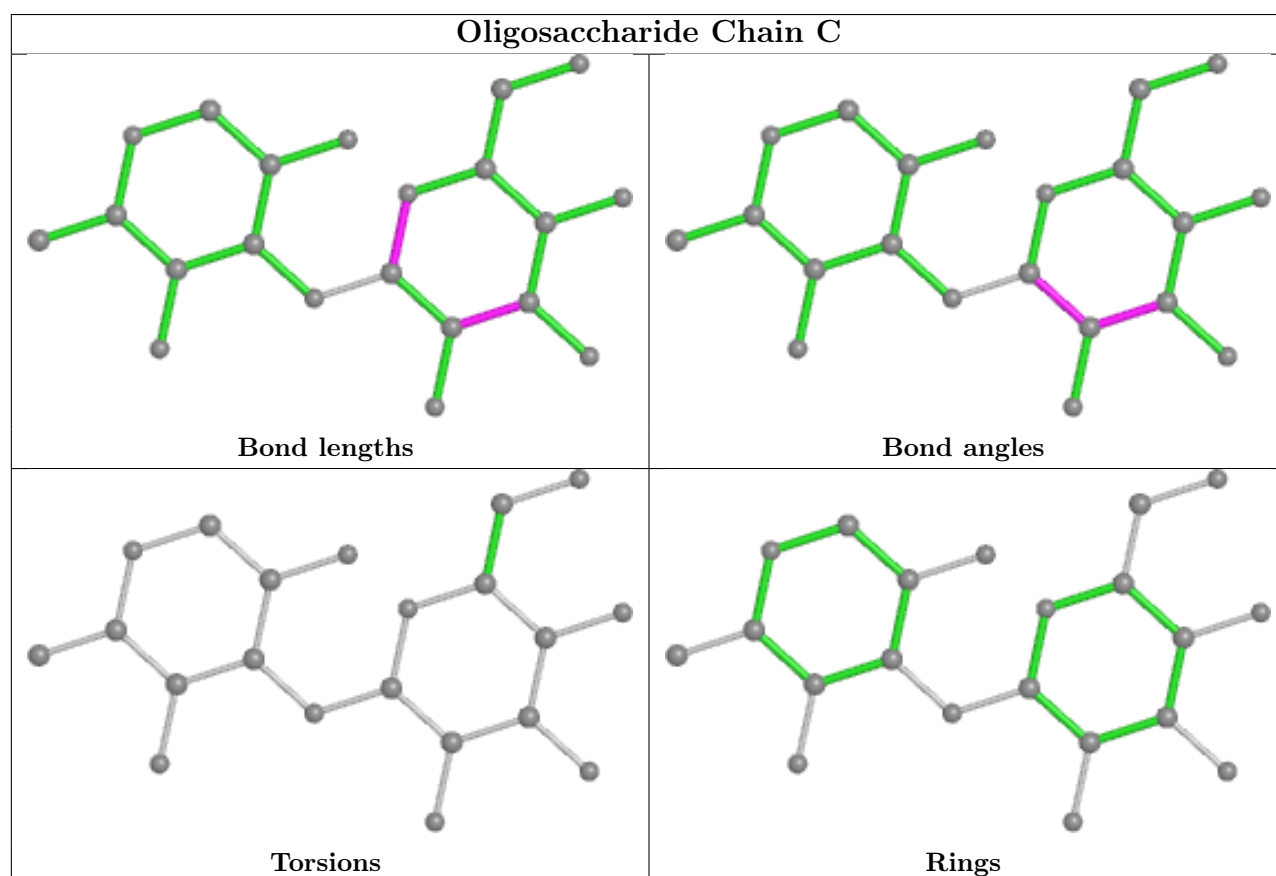 Oligosaccharide Chain C
Bond lengths
Bond angles
Torsions
Rings